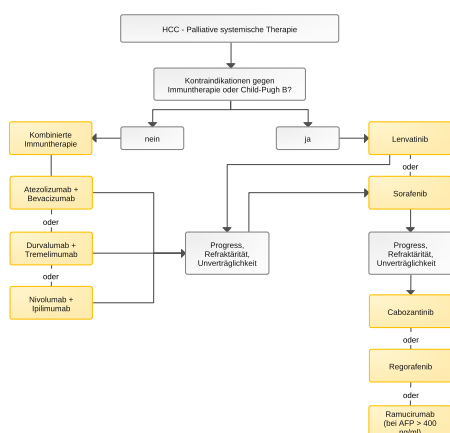 HCC - Palliative systemische Therapie
Kontraindikationen gegen
Immuntherapie oder Child-Pugh B?
Kombinierte
Immuntherapie
nein
ja
Lenvatinib
oder
Atezolizumab +
Bevacizumab
Sorafenib
oder
Durvalumab +
Tremelimumab
Progress,
Refraktärität,
Unverträglichkeit
Progress,
Refraktärität,
Unverträglichkeit
oder
Nivolumab +
Ipilimumab
Cabozantinib
oder
Regorafenib
oder
Ramucirumab
(bei AFP > 400
ng/ml)